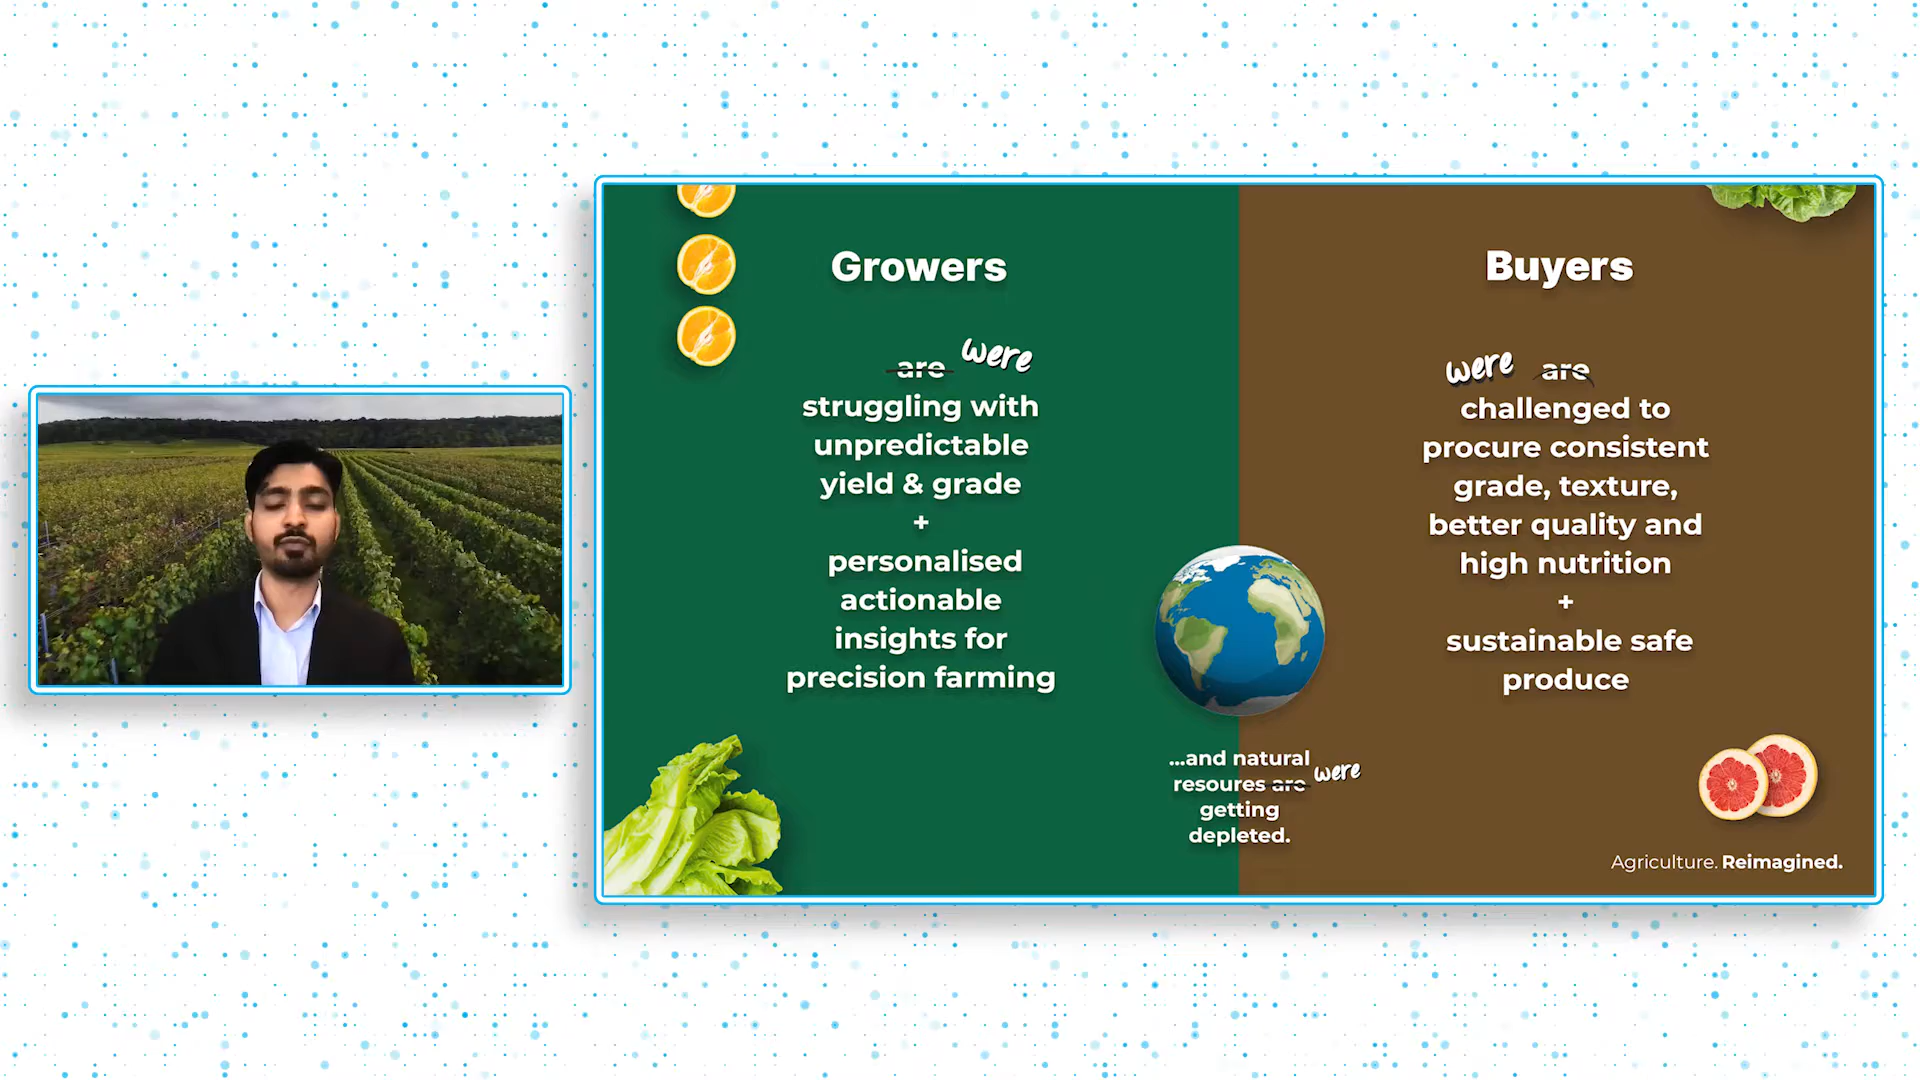 Growers
are were
struggling with
unpredictable
yield & grade
+
personalised
actionable
insights for
precision farming
Buyers
were are
challenged to
procure consistent
grade, texture,
better quality and
high nutrition
+
sustainable safe
produce
...and natural
resoures are were
getting
depleted.
Agriculture. Reimagined.